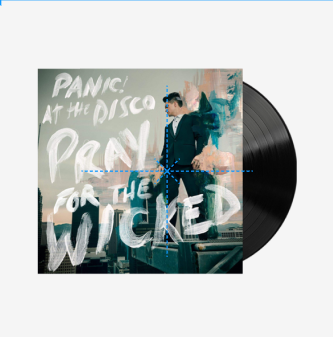 PANIC!
AT THE DISCO
PRAY
FOR THE
WICKED